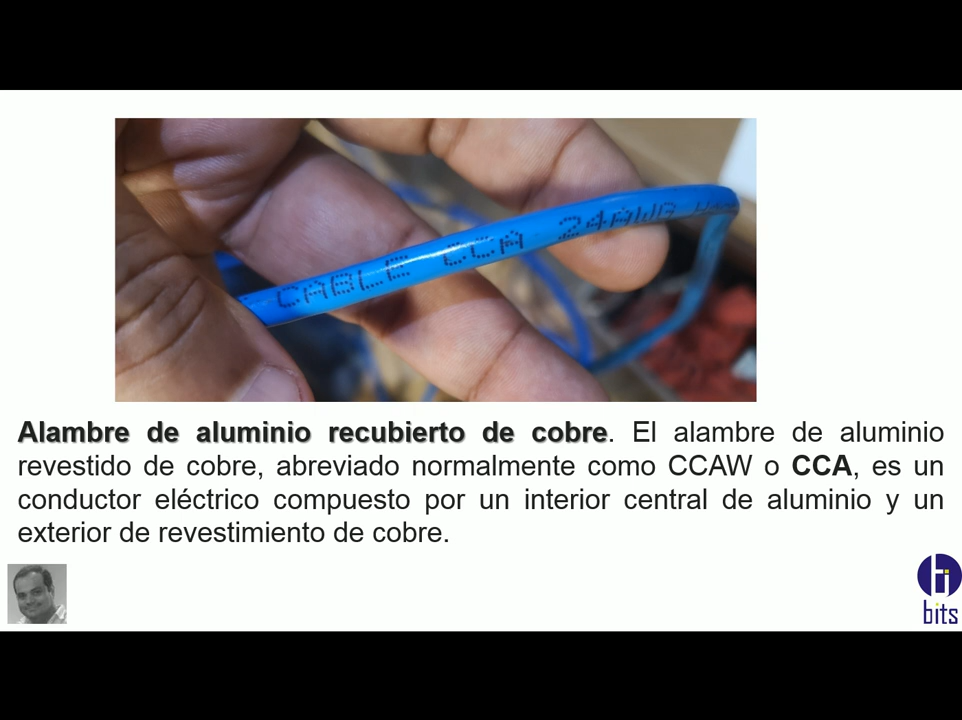 CABLE CCA 24AWG
Alambre de aluminio recubierto de cobre. El alambre de aluminio
revestido de cobre, abreviado normalmente como CCAW o CCA, es un
conductor eléctrico compuesto por un interior central de aluminio y un
exterior de revestimiento de cobre.
bits